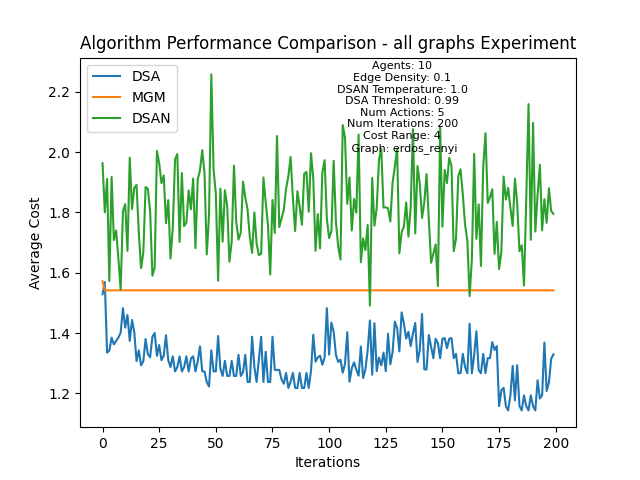 Algorithm Performance Comparison - all graphs Experiment
DSA
MGM
DSAN
Agents: 10
Edge Density: 0.1
DSAN Temperature: 1.0
DSA Threshold: 0.99
Num Actions: 5
Num Iterations: 200
Cost Range: 4
Graph: erdos_renyi
Average Cost
2.2
2.0
1.8
1.6
1.4
1.2
0 25 50 75 100 125 150 175 200
Iterations